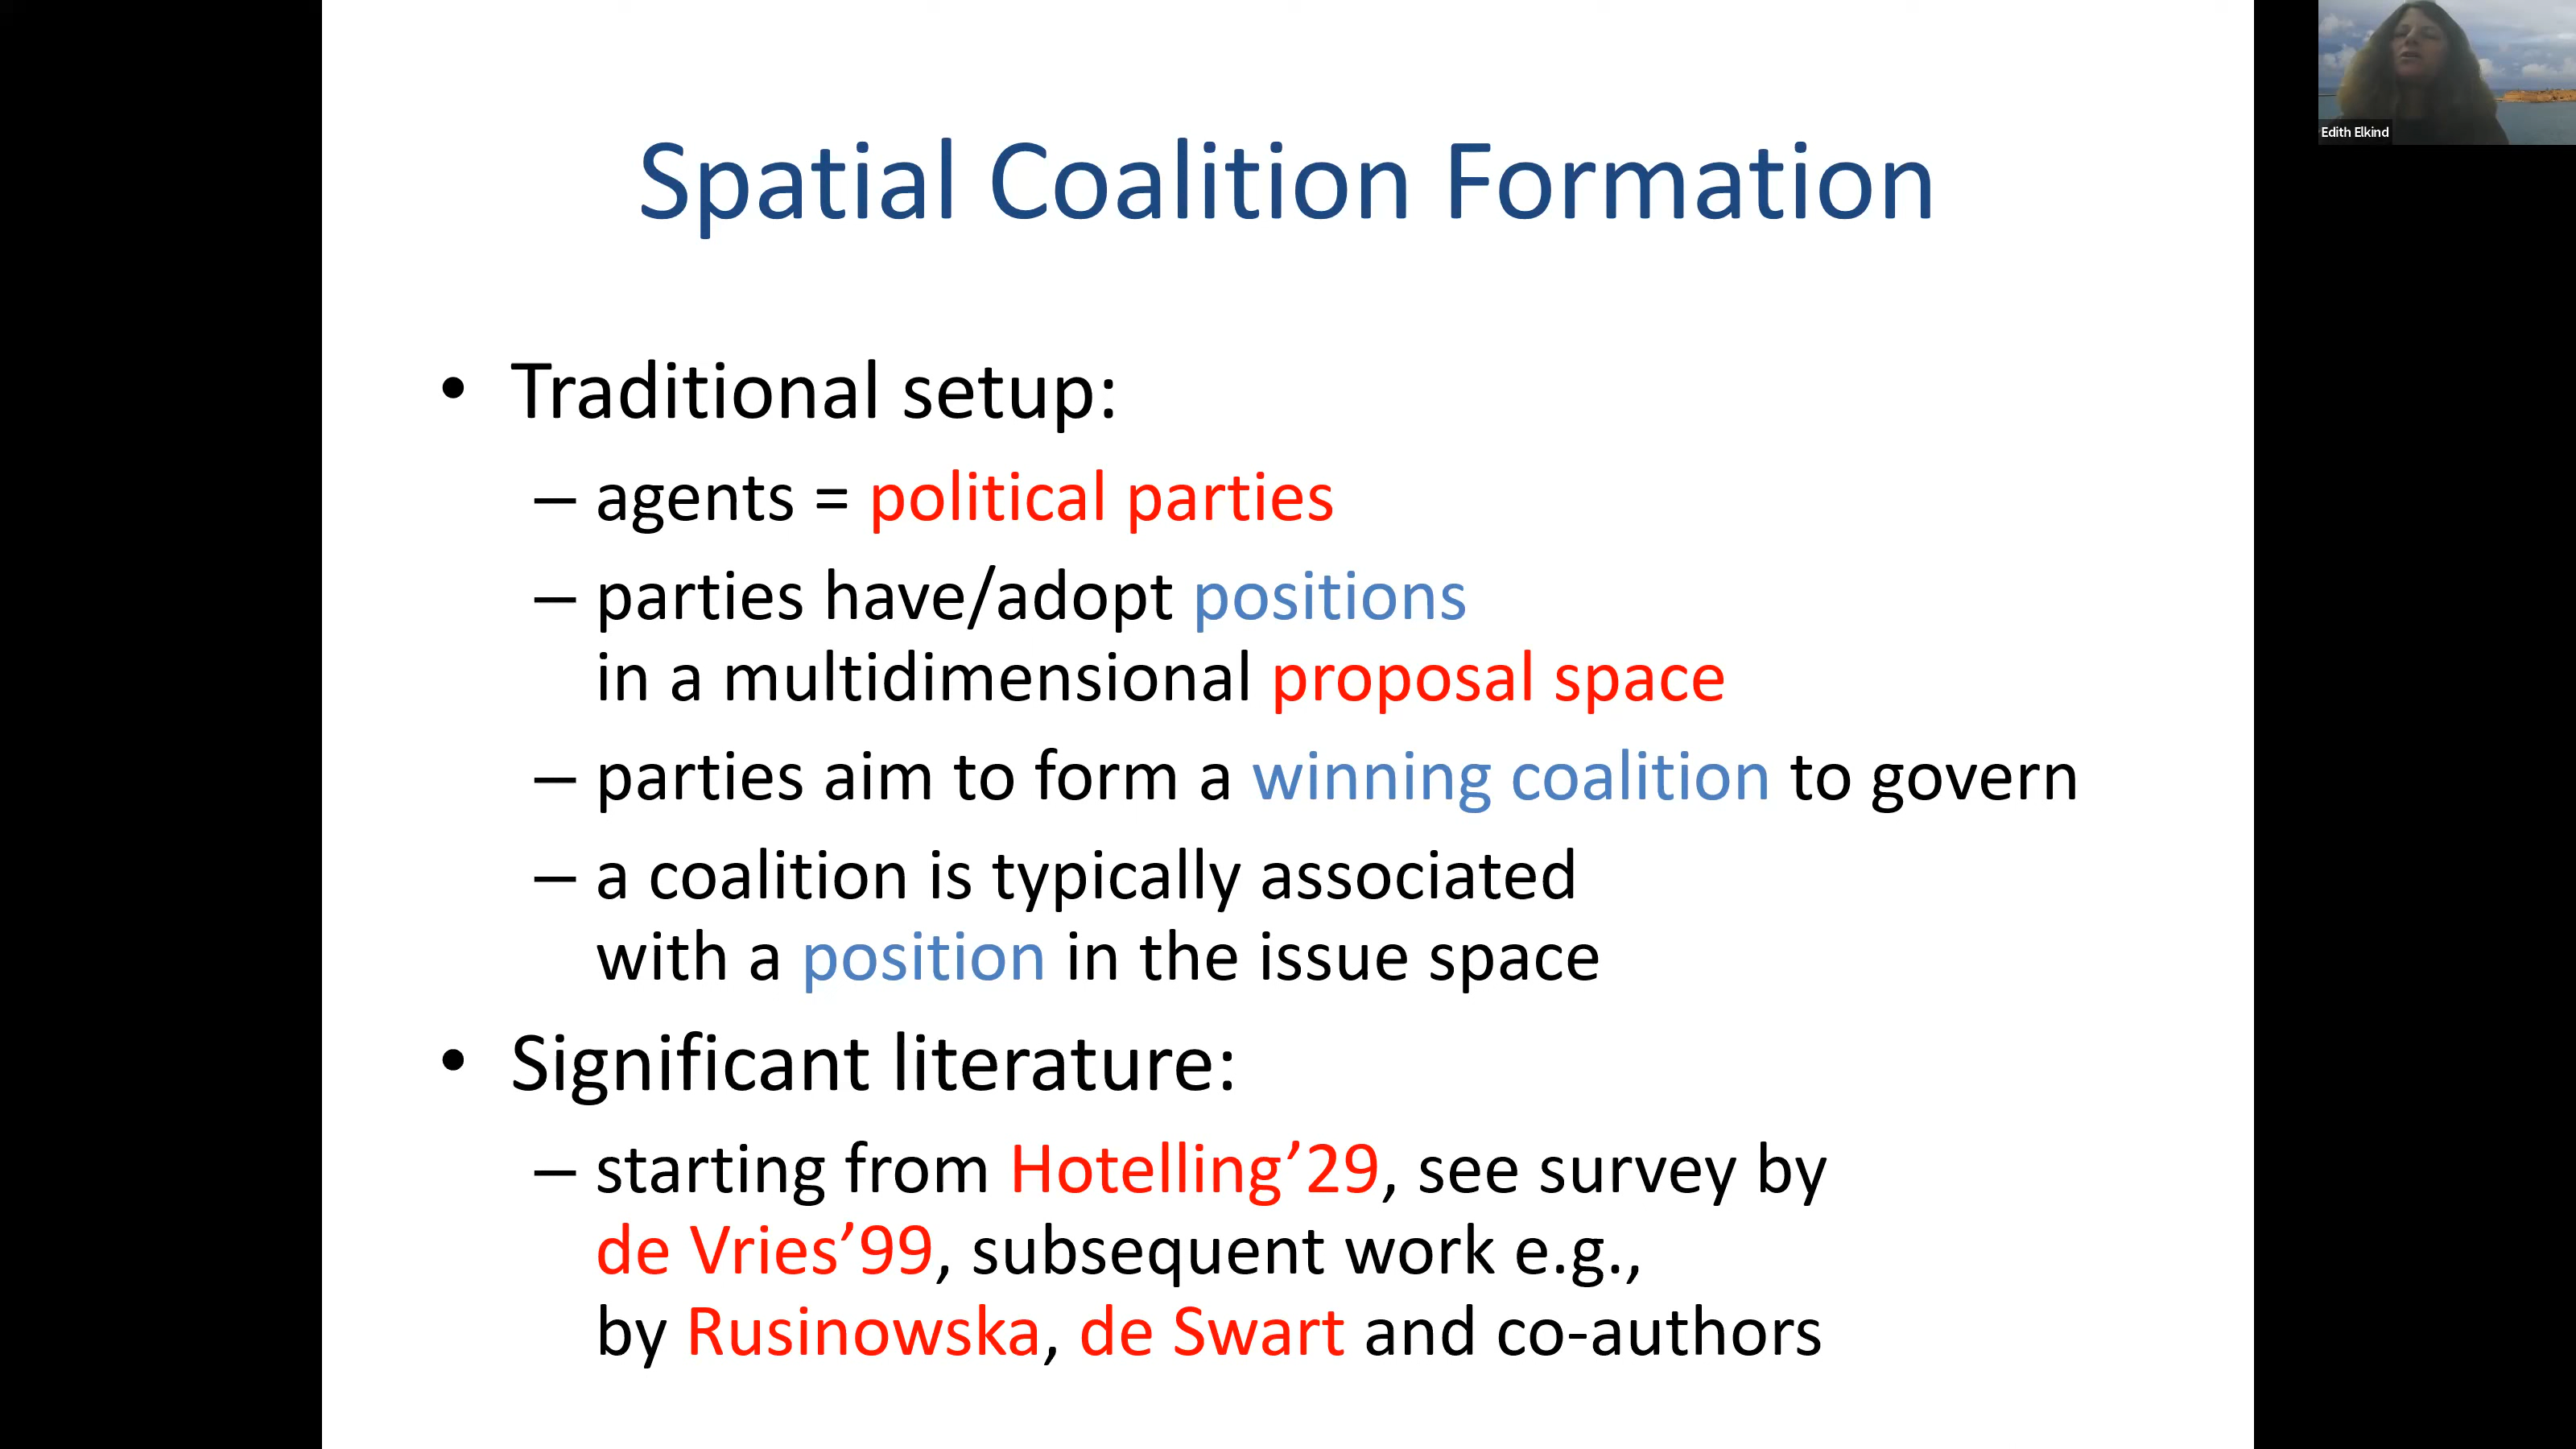 Spatial Coalition Formation
Edith Elkind
• Traditional setup:
– agents = political parties
– parties have/adopt positions
in a multidimensional proposal space
– parties aim to form a winning coalition to govern
– a coalition is typically associated
with a position in the issue space
• Significant literature:
– starting from Hotelling’29, see survey by
de Vries’99, subsequent work e.g.,
by Rusinowska, de Swart and co-authors